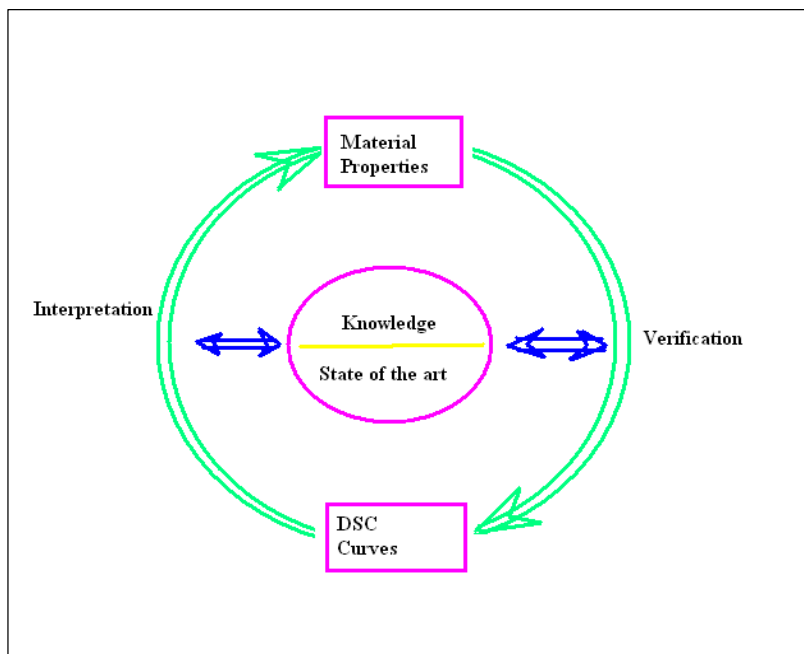 Material
Properties
Interpretation
Knowledge
State of the art
Verification
DSC
Curves